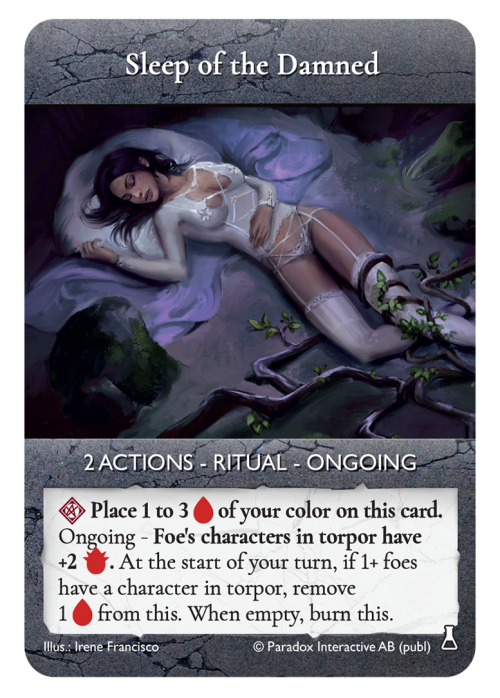 Sleep of the Damned
2 ACTIONS - RITUAL - ONGOING
Place 1 to 3 of your color on this card.
Ongoing - Foe's characters in torpor have
+2 . At the start of your turn, if 1+ foes
have a character in torpor, remove
1 from this. When empty, burn this.
Illus.: Irene Francisco
© Paradox Interactive AB (publ)